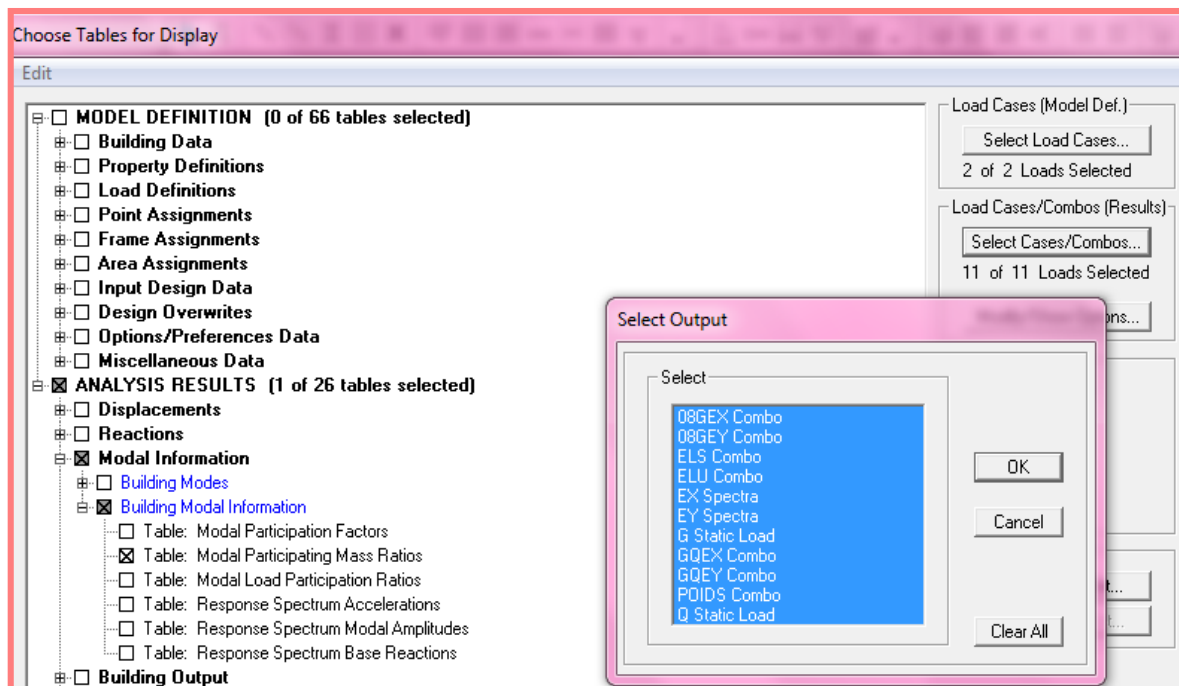 Choose Tables for Display
Edit
MODEL DEFINITION (0 of 66 tables selected)
Building Data
Property Definitions
Load Definitions
Point Assignments
Frame Assignments
Area Assignments
Input Design Data
Design Overwrites
Options/Preferences Data
Miscellaneous Data
ANALYSIS RESULTS (1 of 26 tables selected)
Displacements
Reactions
Modal Information
Building Modes
Building Modal Information
Table: Modal Participation Factors
Table: Modal Participating Mass Ratios
Table: Modal Load Participation Ratios
Table: Response Spectrum Accelerations
Table: Response Spectrum Modal Amplitudes
Table: Response Spectrum Base Reactions
Building Output
Load Cases (Model Def.)
Select Load Cases...
2 of 2 Loads Selected
Load Cases/Combos (Results)
Select Cases/Combos...
11 of 11 Loads Selected
Select Output
Select
08GEX Combo
08GEY Combo
ELS Combo
ELU Combo
EX Spectra
EY Spectra
G Static Load
GQEX Combo
GQEY Combo
POIDS Combo
Q Static Load
OK
Cancel
Clear All